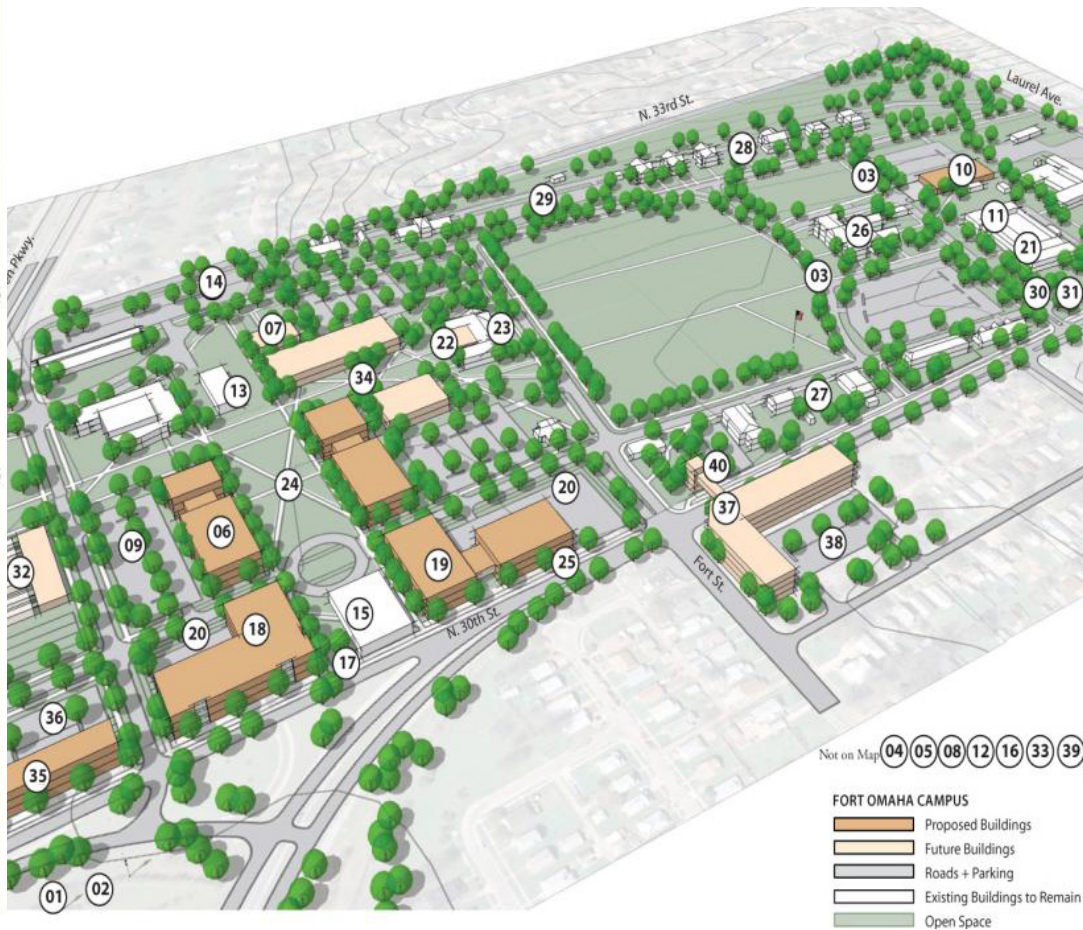 Laurel Ave.
N. 33rd St.
28
03
10
29
11
26
21
en Pkwy.
14
03
30
31
07
23
22
13
34
27
24
40
20
37
09
06
38
32
19
25
Fort St.
15
N. 30th St.
20
18
17
36
35
Not on Map 04 05 08 12 16 33 39
01
02
FORT OMAHA CAMPUS
Proposed Buildings
Future Buildings
Roads + Parking
Existing Buildings to Remain
Open Space